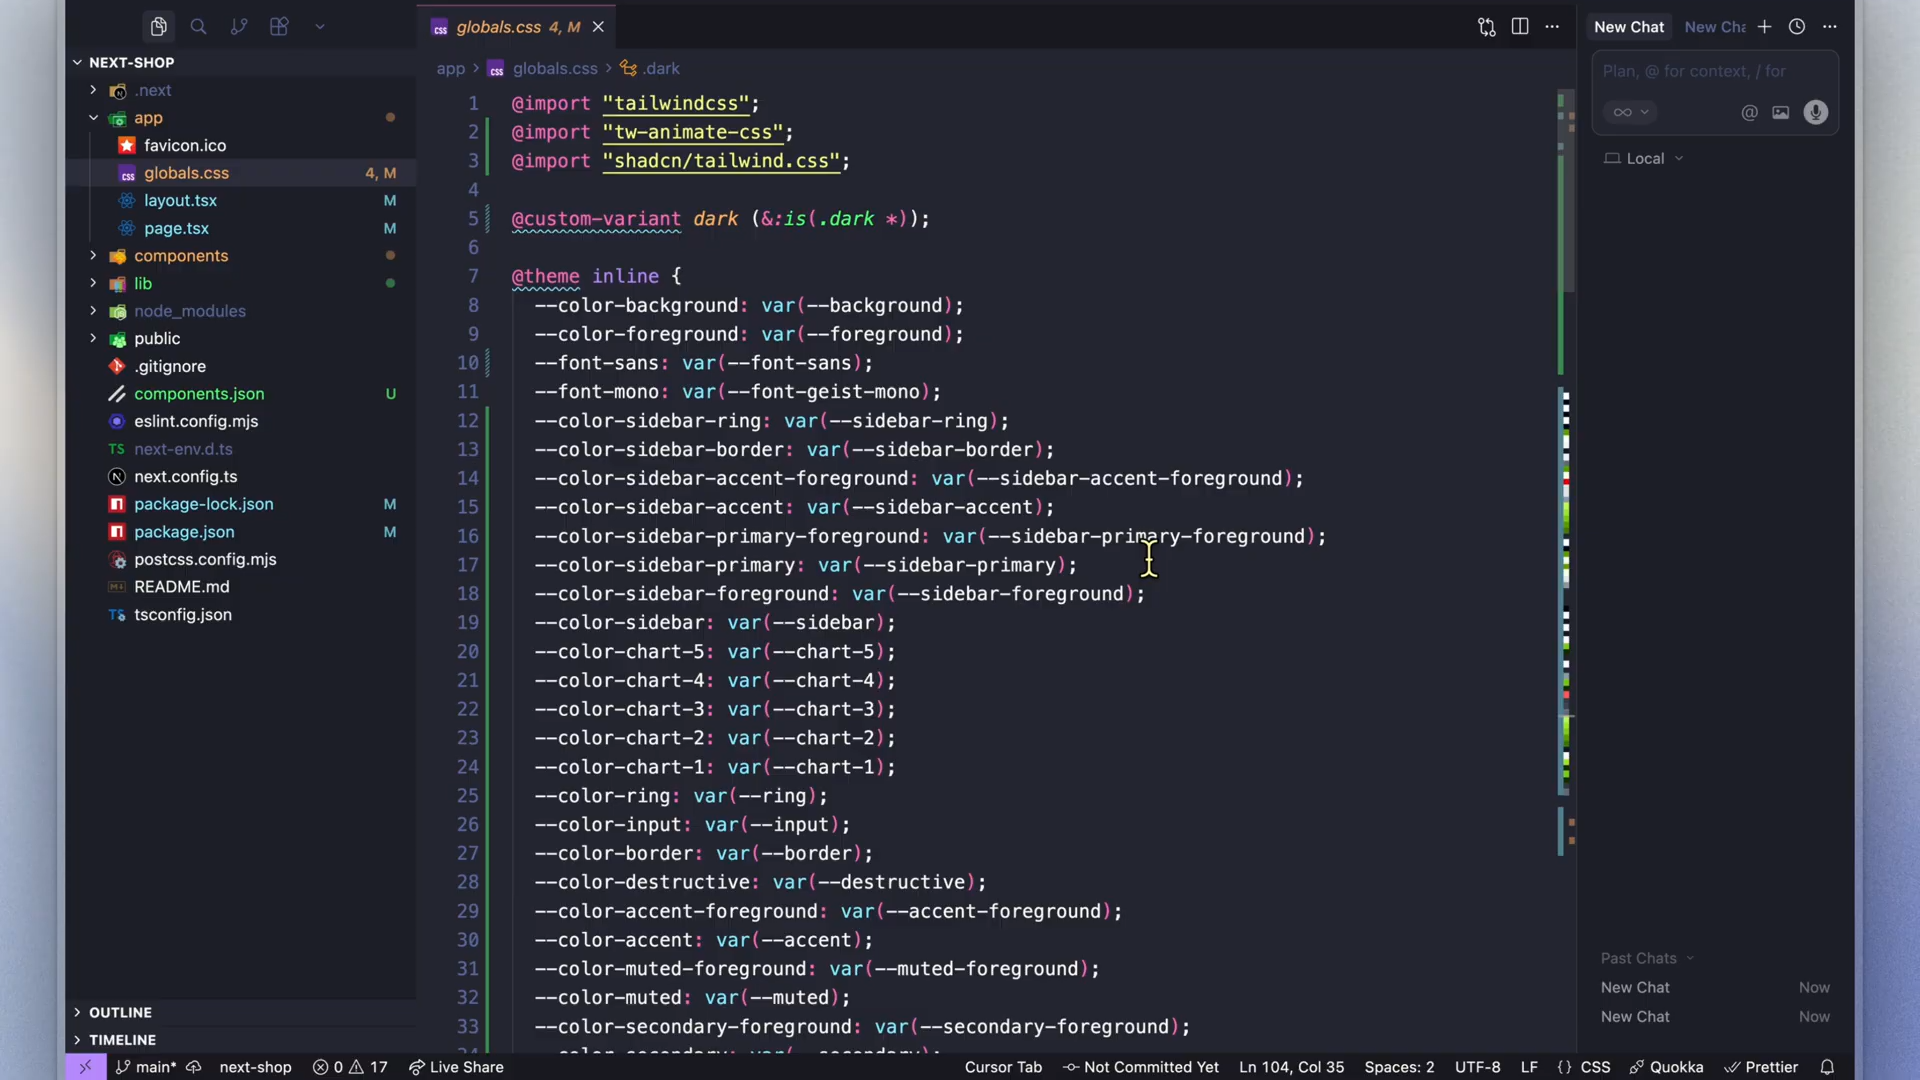 NEXT-SHOP
.next
app
favicon.ico
globals.css 4, M
layout.tsx M
page.tsx M
components
lib
node_modules
public
.gitignore
components.json U
eslint.config.mjs
TS next-env.d.ts
next.config.ts
package-lock.json M
package.json M
postcss.config.mjs
README.md
tsconfig.json
OUTLINE
TIMELINE
globals.css 4, M
app > globals.css > .dark
1 @import "tailwindcss";
2 @import "tw-animate-css";
3 @import "shadcn/tailwind.css";
4
5 @custom-variant dark (&:is(.dark *));
6
7 @theme inline {
8 --color-background: var(--background);
9 --color-foreground: var(--foreground);
10 --font-sans: var(--font-sans);
11 --font-mono: var(--font-geist-mono);
12 --color-sidebar-ring: var(--sidebar-ring);
13 --color-sidebar-border: var(--sidebar-border);
14 --color-sidebar-accent-foreground: var(--sidebar-accent-foreground);
15 --color-sidebar-accent: var(--sidebar-accent);
16 --color-sidebar-primary-foreground: var(--sidebar-primary-foreground);
17 --color-sidebar-primary: var(--sidebar-primary);
18 --color-sidebar-foreground: var(--sidebar-foreground);
19 --color-sidebar: var(--sidebar);
20 --color-chart-5: var(--chart-5);
21 --color-chart-4: var(--chart-4);
22 --color-chart-3: var(--chart-3);
23 --color-chart-2: var(--chart-2);
24 --color-chart-1: var(--chart-1);
25 --color-ring: var(--ring);
26 --color-input: var(--input);
27 --color-border: var(--border);
28 --color-destructive: var(--destructive);
29 --color-accent-foreground: var(--accent-foreground);
30 --color-accent: var(--accent);
31 --color-muted-foreground: var(--muted-foreground);
32 --color-muted: var(--muted);
33 --color-secondary-foreground: var(--secondary-foreground);
34 --color-secondary: var(--secondary);
New Chat New Cha
Plan, @ for context, / for
Local
Past Chats
New Chat Now
New Chat Now
main* next-shop 0 17 Live Share Cursor Tab Not Committed Yet Ln 104, Col 35 Spaces: 2 UTF-8 LF {} CSS Quokka Prettier